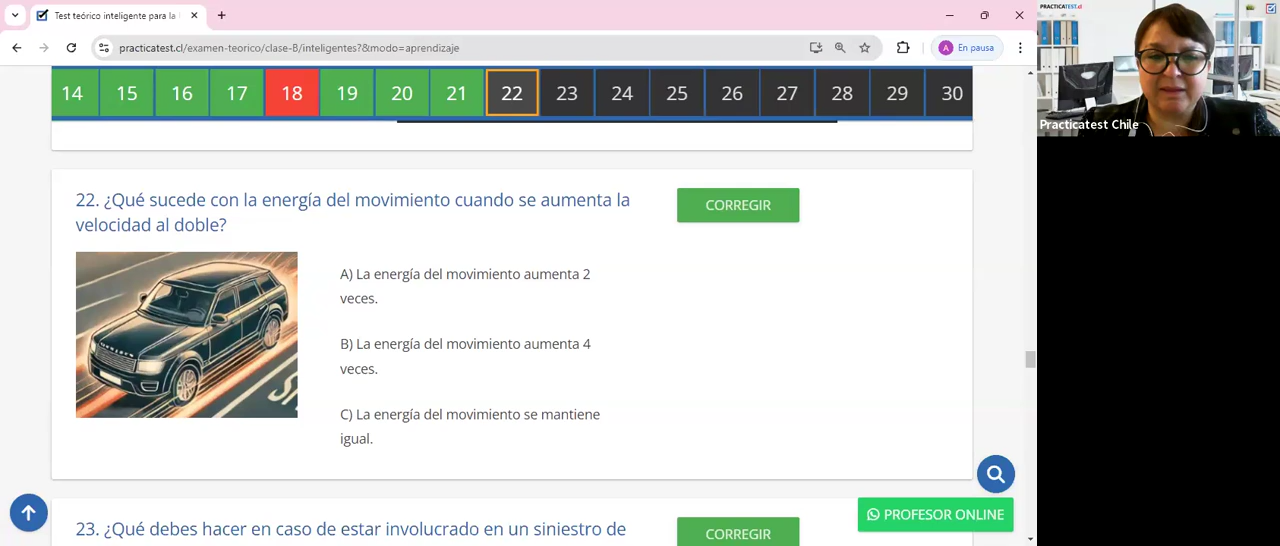 Test teórico inteligente para la l
practicatest.cl/examen-teorico/clase-B/inteligentes?&modo=aprendizaje
A
En pausa
PRACTICATEST.cl
Practicatest Chile
14 15 16 17 18 19 20 21 22 23 24 25 26 27 28 29 30
22. ¿Qué sucede con la energía del movimiento cuando se aumenta la
velocidad al doble?
CORREGIR
A) La energía del movimiento aumenta 2
veces.
B) La energía del movimiento aumenta 4
veces.
C) La energía del movimiento se mantiene
igual.
PROFESOR ONLINE
23. ¿Qué debes hacer en caso de estar involucrado en un siniestro de
CORREGIR